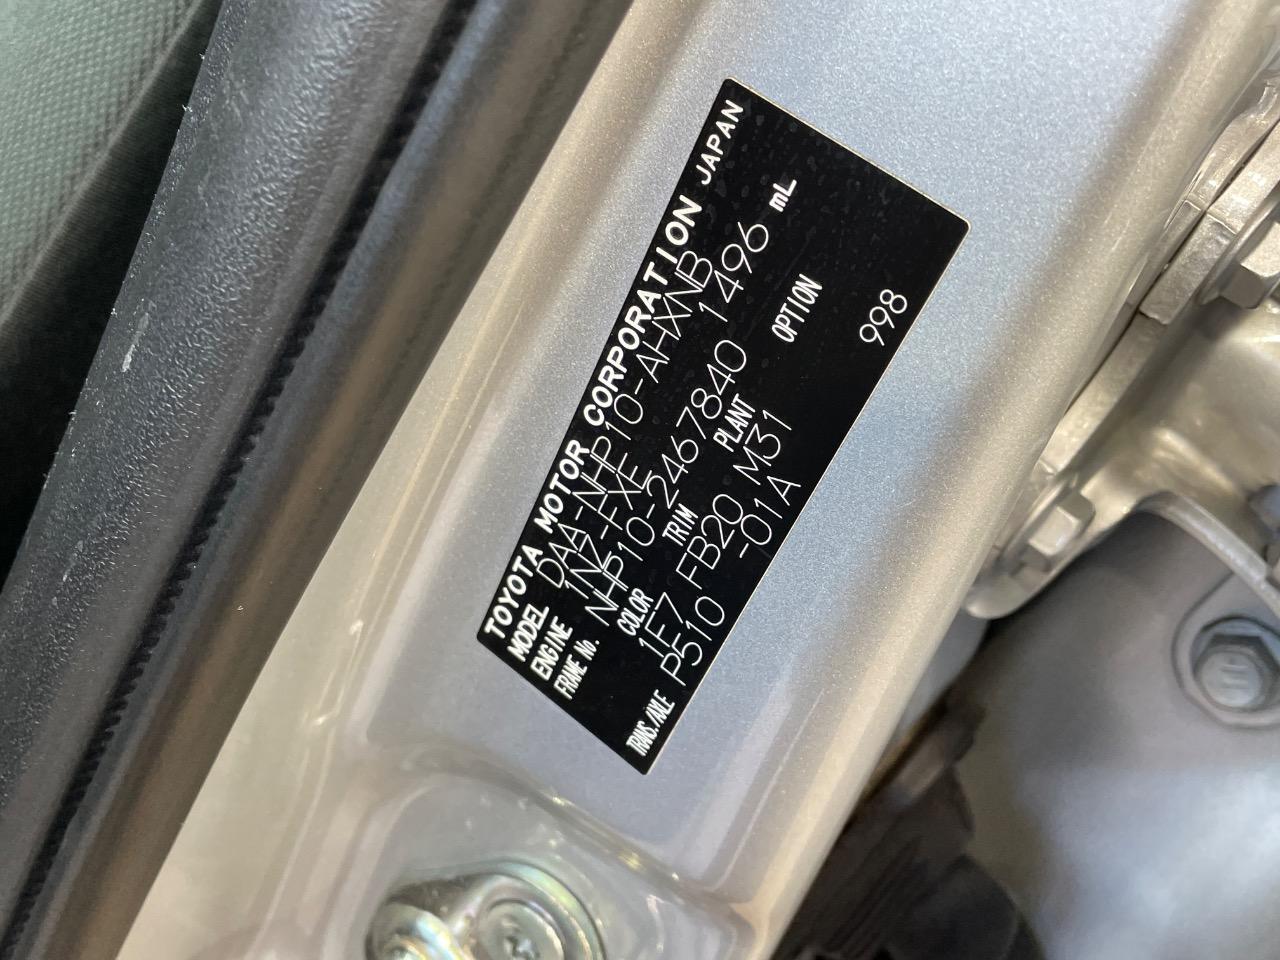 TOYOTA MOTOR CORPORATION JAPAN
MODEL DAA-NHP10-AHXNB
ENGINE 1NZ-FXE 1496 mL
FRAME No. NHP10-2467840
COLOR TRIM PLANT OPTION
1E7 FB20 M31
TRANS./AXLE P510 -01A 998